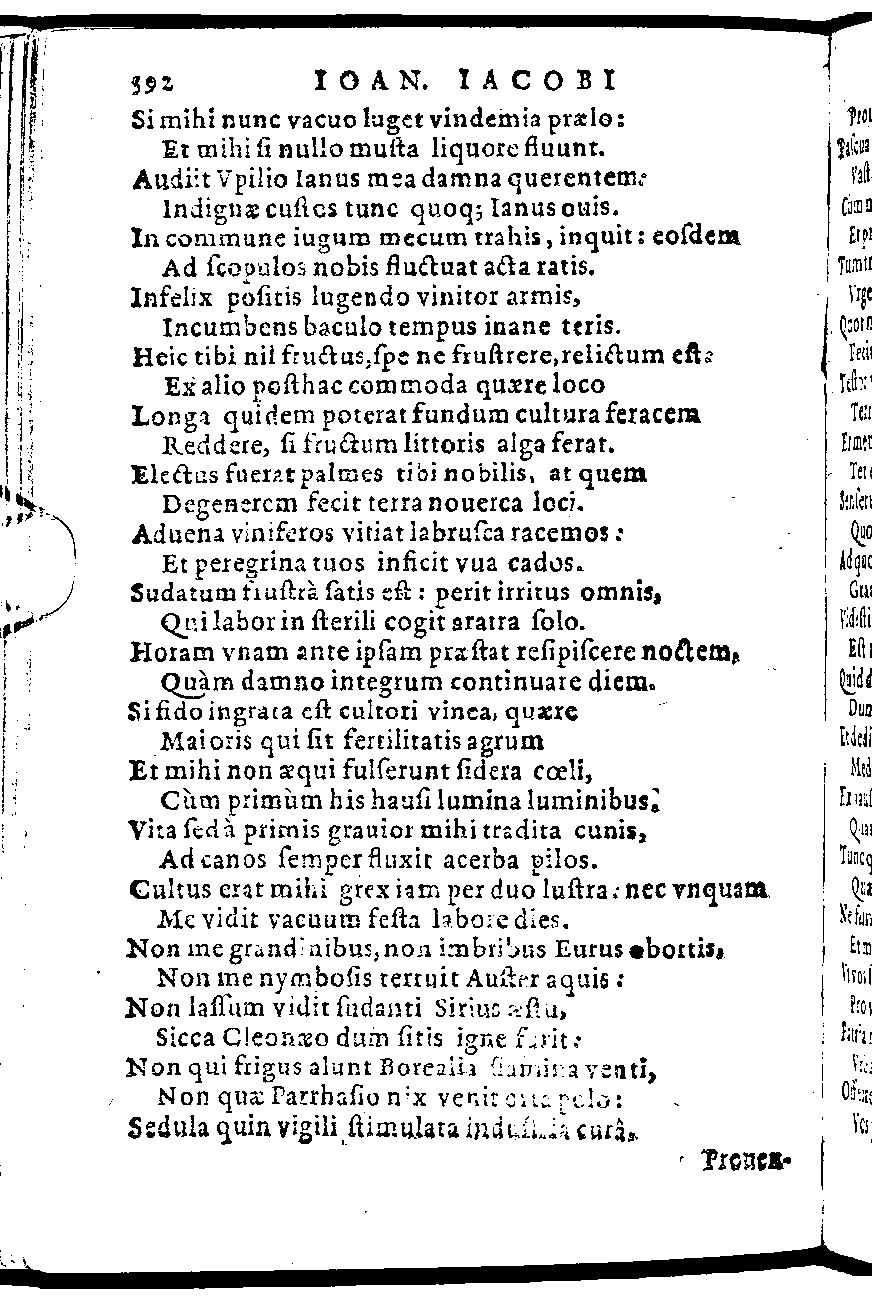 592 IOAN. IACOBI
Si mihi nunc vacuo luget vindemia prælo:
Et mihi ſi nullo muſta liquore fluunt.
Audiit Vpilio Ianus mea damna querentem:
Indignæ cuſtos tunc quoq; Ianus ouis.
In commune iugum mecum trahis, inquit: eoſdem
Ad ſcopulos nobis fluctuat acta ratis.
Infelix poſitis lugendo vinitor armis,
Incumbens baculo tempus inane teris.
Heic tibi nil fructus, ſpe ne fruſtrere, relictum eſt:
Ex alio poſthac commoda quære loco
Longa quidem poterat fundum cultura feracem
Reddere, ſi fructum littoris alga ferat.
Electus fuerat palmes tibi nobilis, at quem
Degenerem fecit terra nouerca loci.
Aduena viniferos vitiat labruſca racemos:
Et peregrina tuos inficit vua cados.
Sudatum fruſtrà ſatis eſt: perit irritus omnis,
Qui labor in ſterili cogit aratra ſolo.
Horam vnam ante ipſam præſtat reſipiſcere noctem,
Quàm damno integrum continuare diem.
Si fido ingrata eſt cultori vinea, quære
Maioris qui ſit fertilitatis agrum
Et mihi non æqui fulſerunt ſidera cœli,
Cùm primùm his hauſi lumina luminibus.
Vita ſed à primis grauior mihi tradita cunis,
Ad canos ſemper fluxit acerba pilos.
Cultus erat mihi grex iam per duo luſtra: nec vnquam
Me vidit vacuum feſta labore dies.
Non me grandinibus, non imbribus Eurus obortis,
Non me nymboſis terruit Auſter aquis:
Non laſſum vidit ſudanti Sirius æſtu,
Sicca Cleonæo dum ſitis igne furit:
Non qui frigus alunt Borealia flamina venti,
Non quæ Parrhaſio nix venit orta polo:
Sedula quin vigili ſtimulata induſtria curâ,
Prouen-